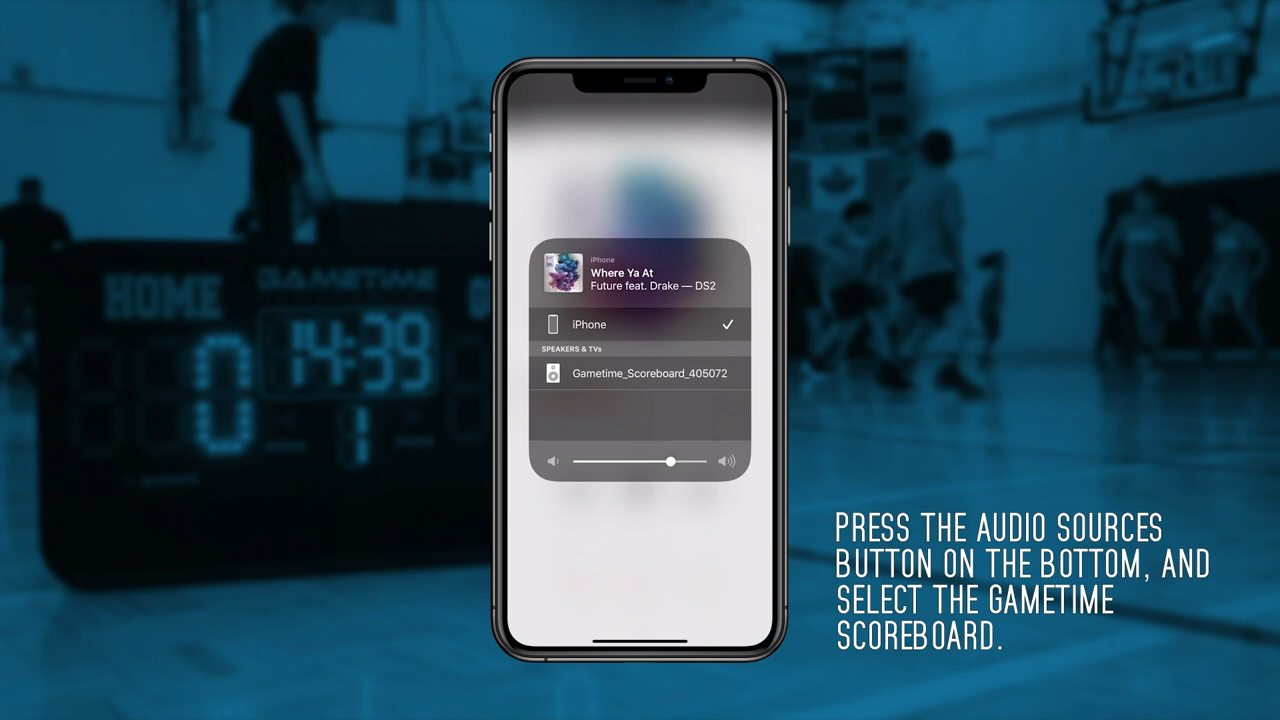 HOME
GAMETIME
14:39
0
1
iPhone
Where Ya At
Future feat. Drake — DS2
iPhone
SPEAKERS & TVs
Gametime_Scoreboard_405072
PRESS THE AUDIO SOURCES
BUTTON ON THE BOTTOM, AND
SELECT THE GAMETIME
SCOREBOARD.